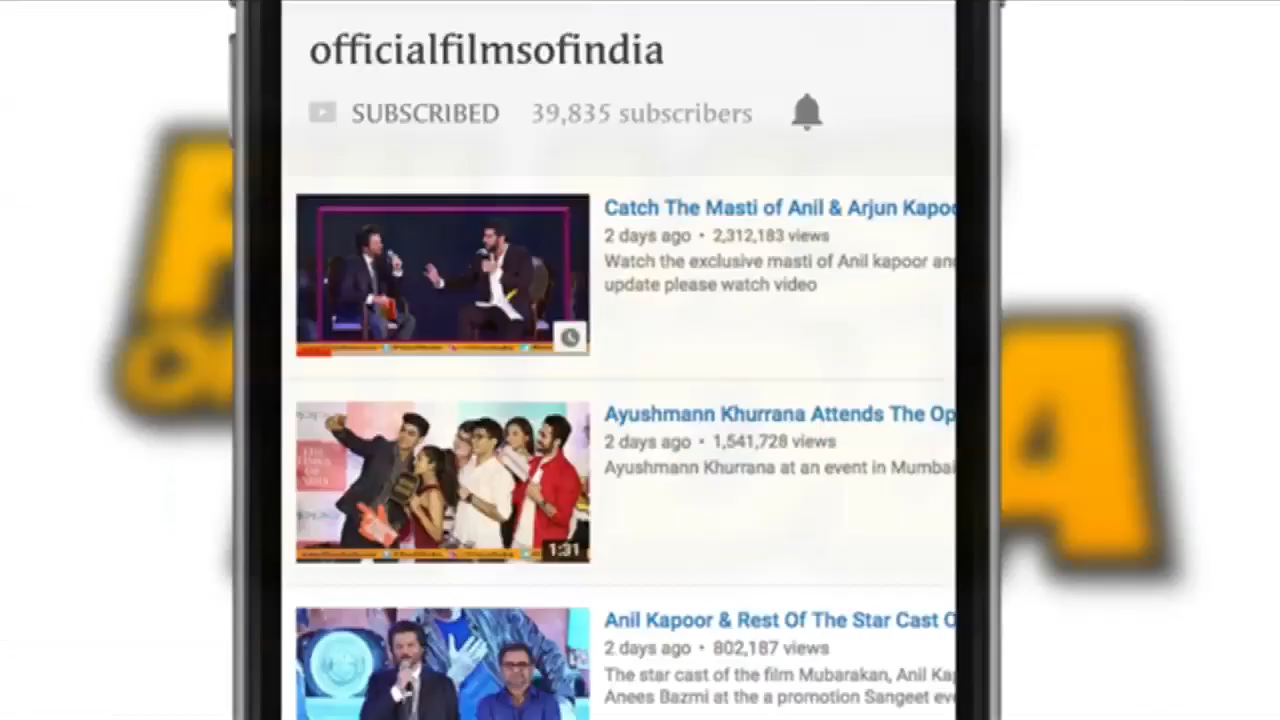 officialfilmsofindia
SUBSCRIBED 39,835 subscribers
Catch The Masti of Anil & Arjun Kapoo
2 days ago • 2,312,183 views
Watch the exclusive masti of Anil kapoor an
update please watch video
Ayushmann Khurrana Attends The Op
2 days ago • 1,541,728 views
Ayushmann Khurrana at an event in Mumbai
1:31
Anil Kapoor & Rest Of The Star Cast O
2 days ago • 802,187 views
The star cast of the film Mubarakan, Anil Ka
Anees Bazmi at the a promotion Sangeet eve
A